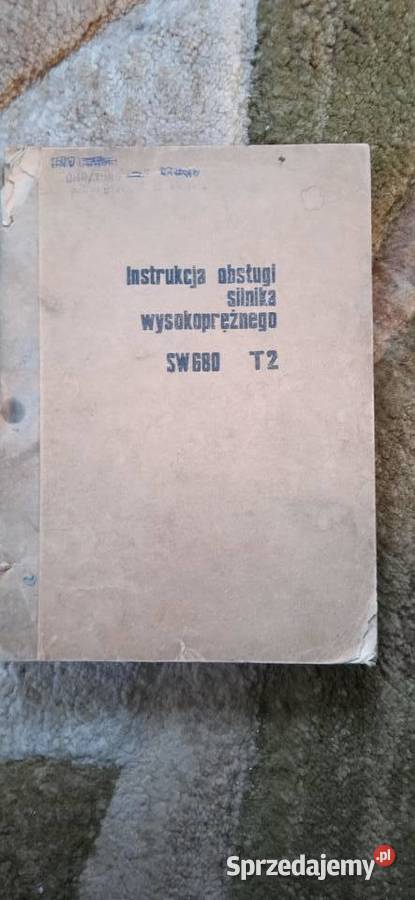 Instrukcja obsługi
silnika
wysokoprężnego
SW680 T2
Sprzedajemy.pl